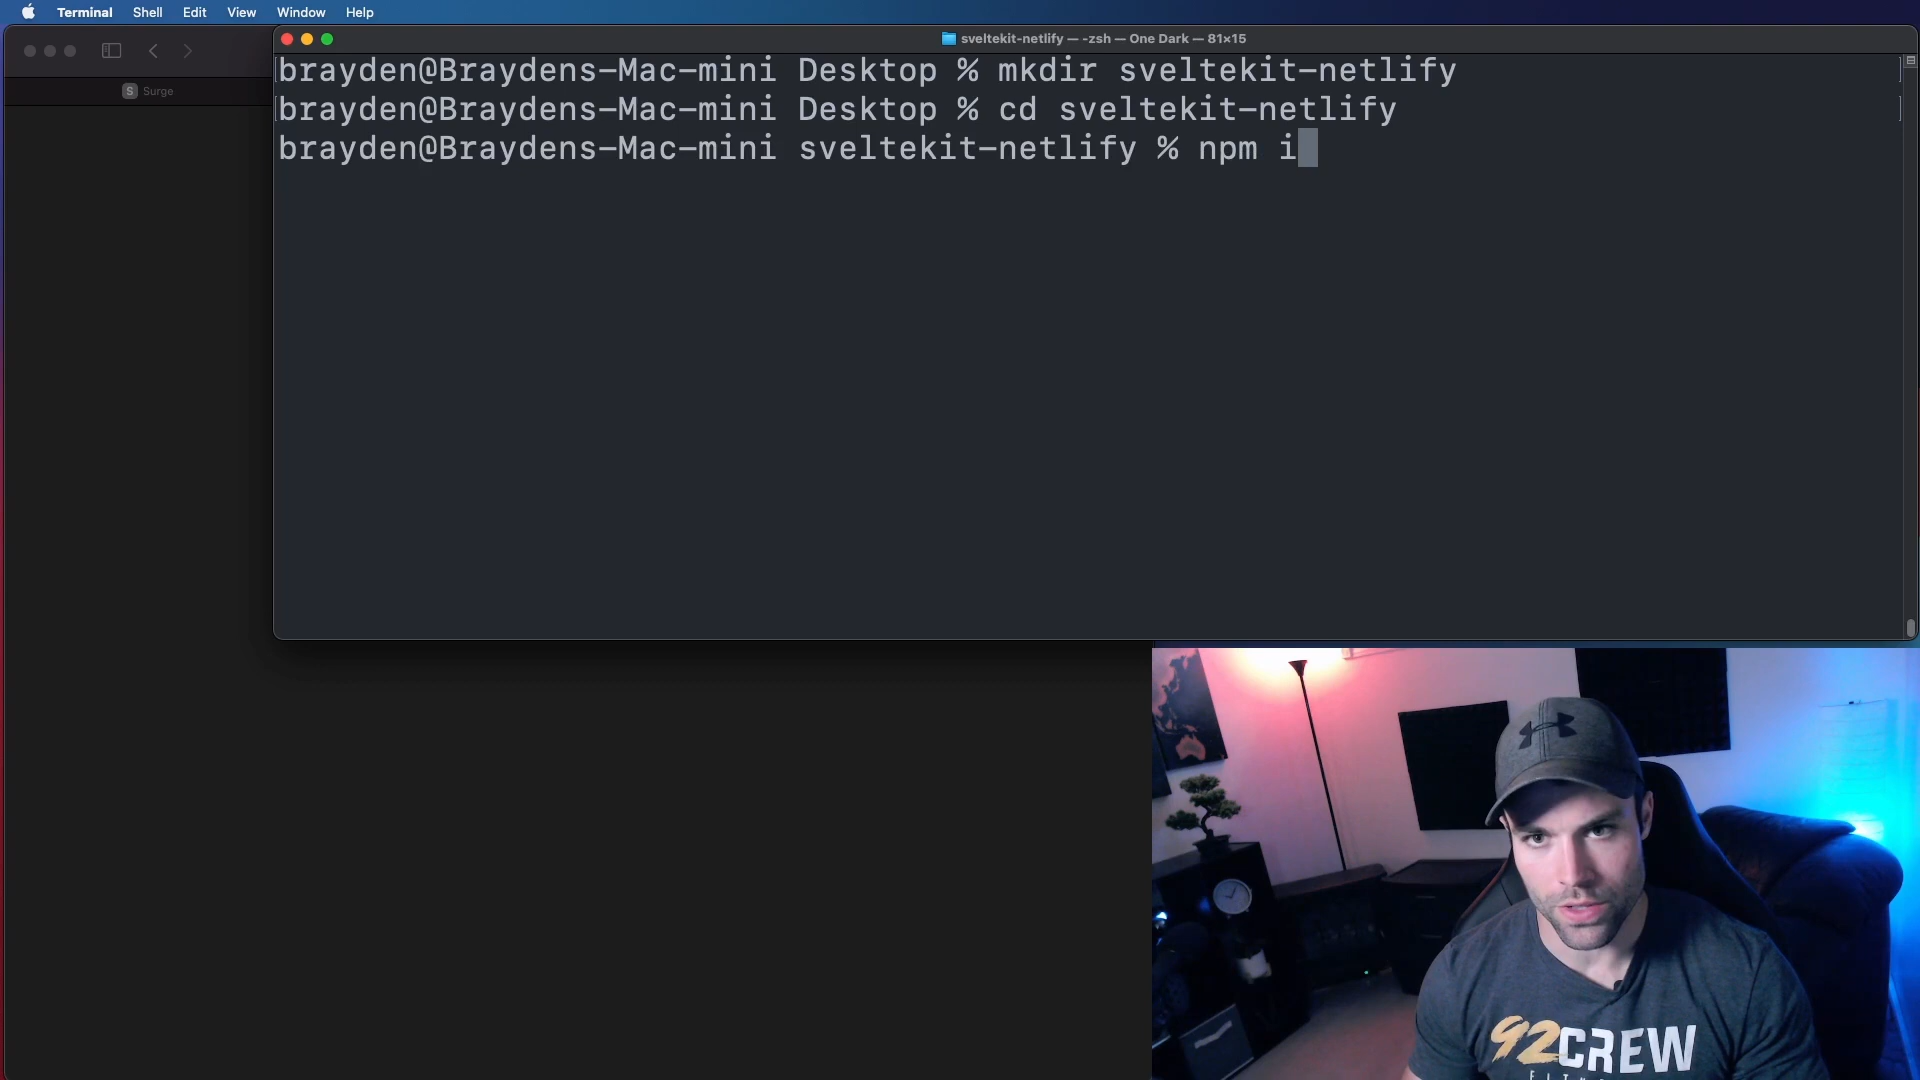 Terminal Shell Edit View Window Help
sveltekit-netlify — -zsh — One Dark — 81×15
S Surge
brayden@Braydens-Mac-mini Desktop % mkdir sveltekit-netlify
brayden@Braydens-Mac-mini Desktop % cd sveltekit-netlify
brayden@Braydens-Mac-mini sveltekit-netlify % npm i
92CREW